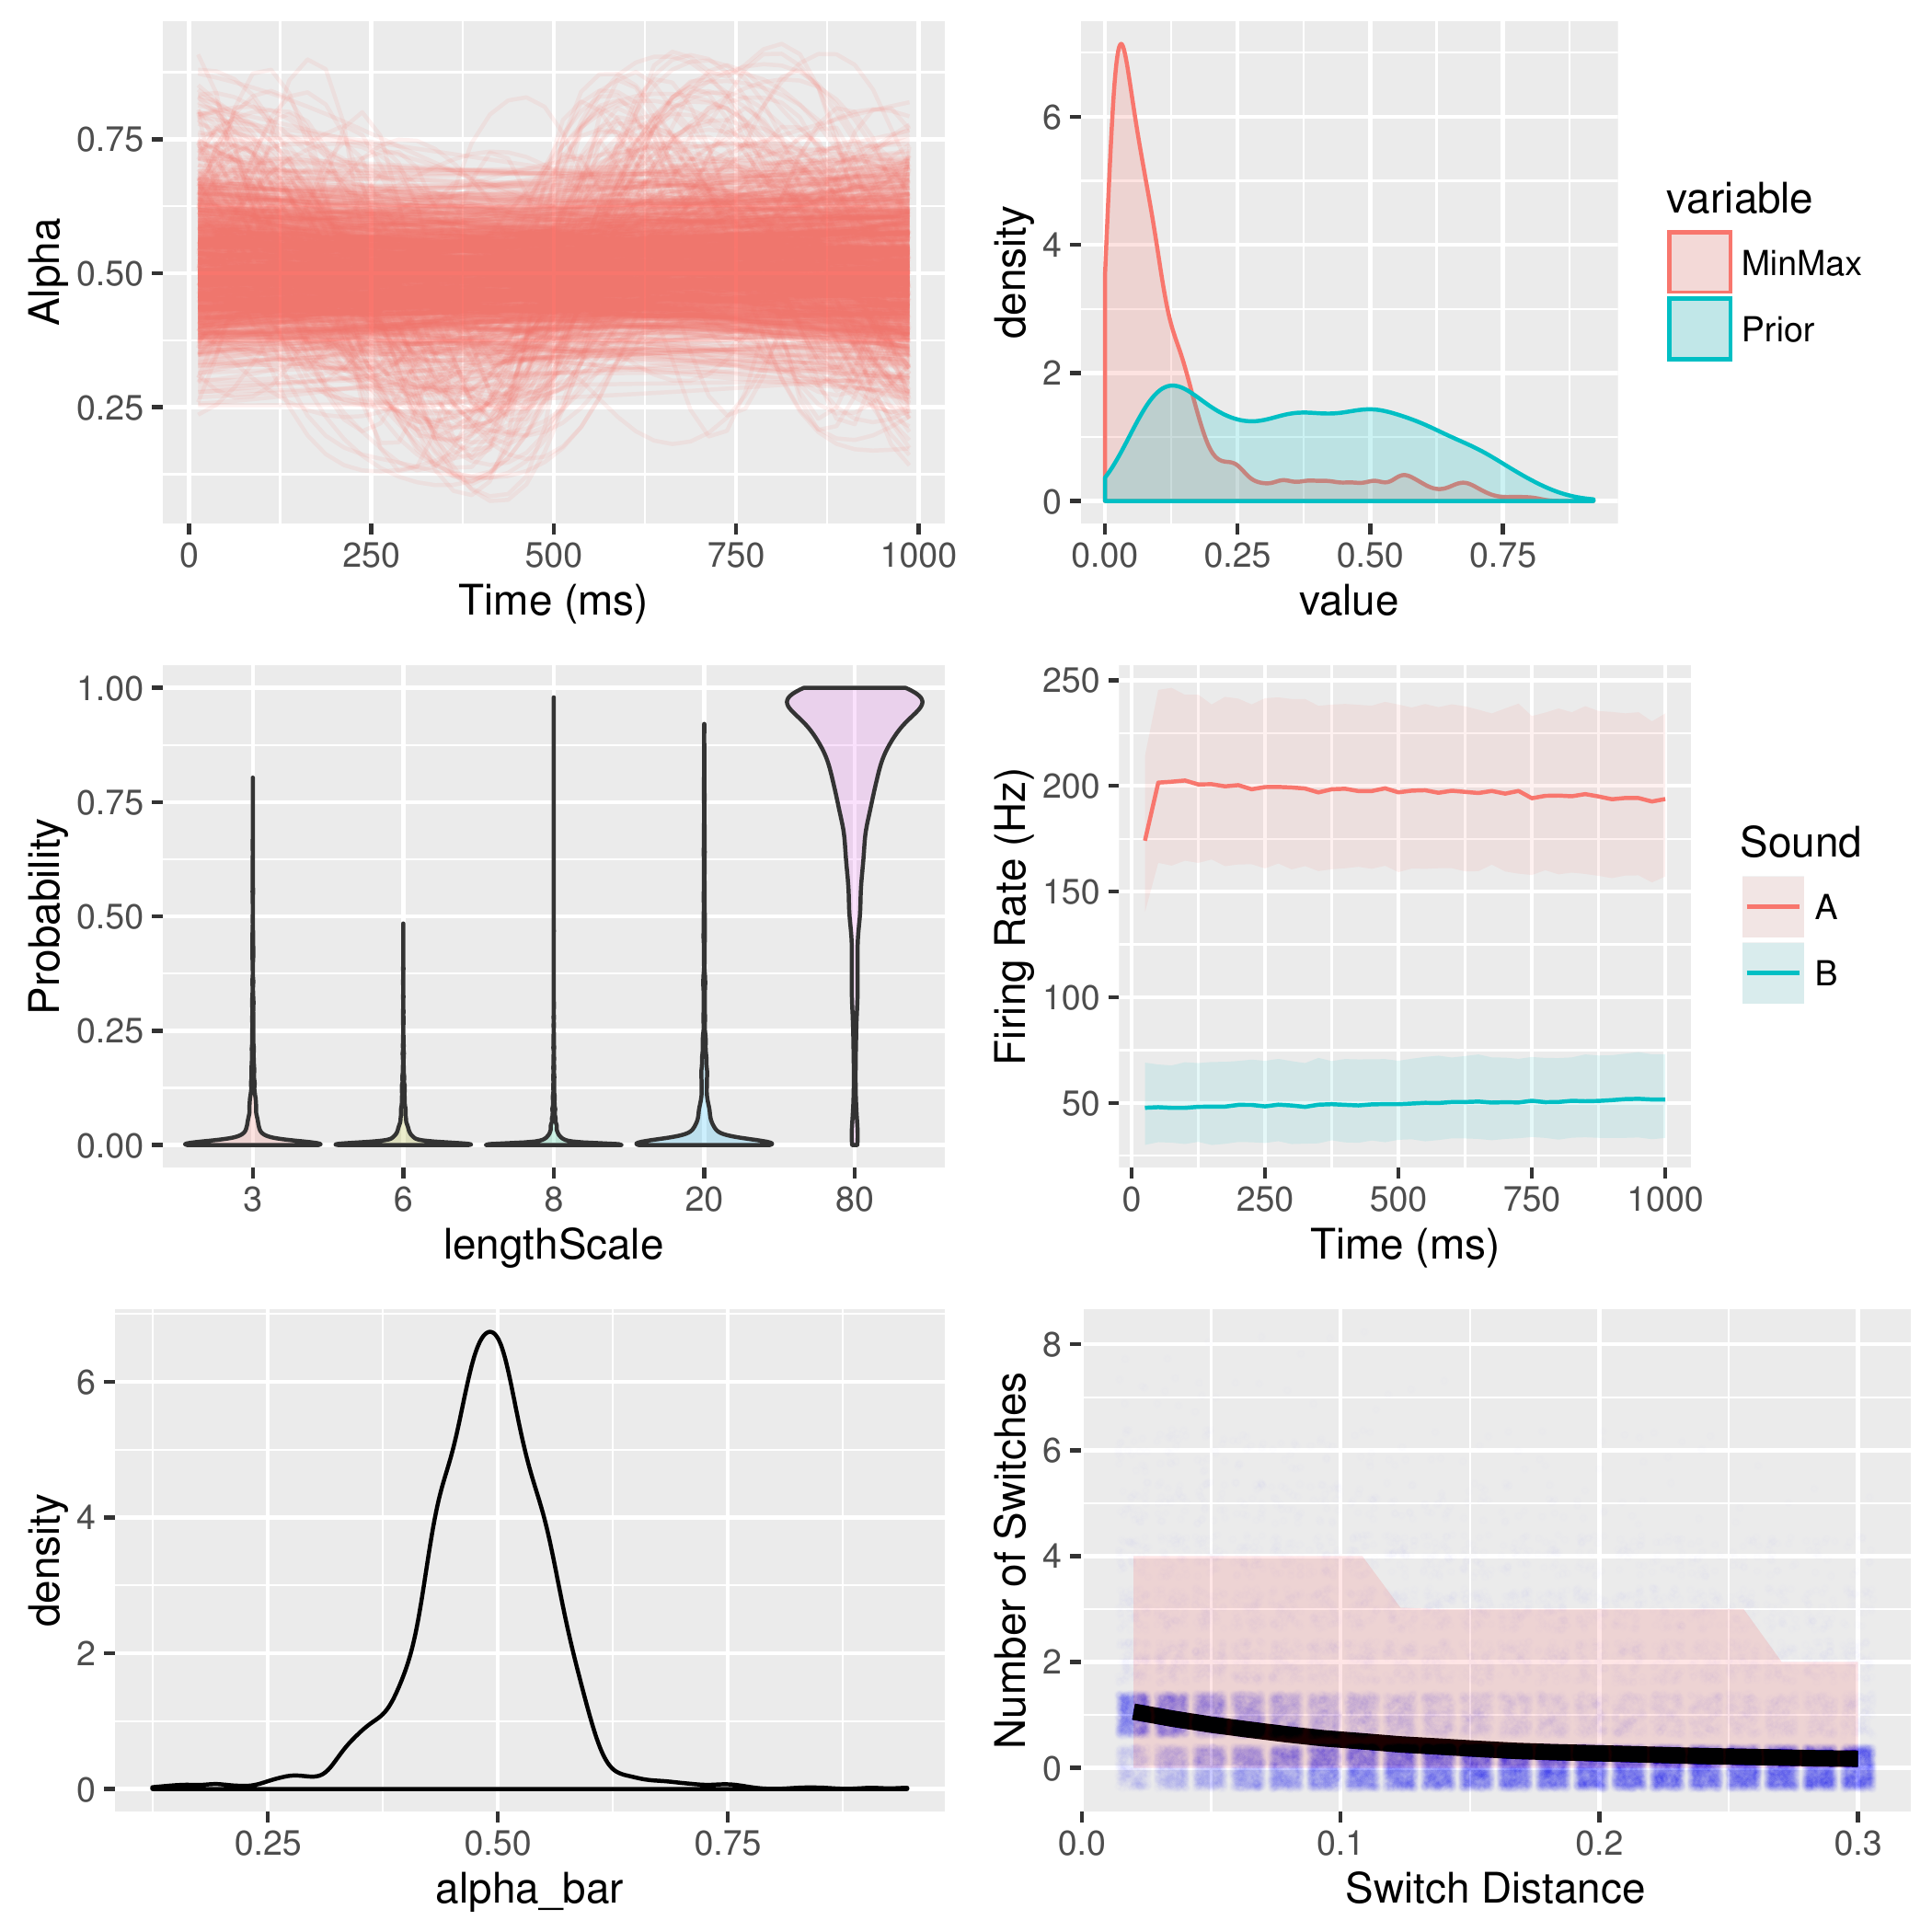 Alpha
0.75
0.50
0.25
0
250
500
750
1000
Time (ms)
density
6
4
2
0
0.00
0.25
0.50
0.75
value
variable
MinMax
Prior
Probability
1.00
0.75
0.50
0.25
0.00
3
6
8
20
80
lengthScale
Firing Rate (Hz)
250
200
150
100
50
0
250
500
750
1000
Time (ms)
Sound
A
B
density
6
4
2
0
0.25
0.50
0.75
alpha_bar
Number of Switches
8
6
4
2
0
0.0
0.1
0.2
0.3
Switch Distance